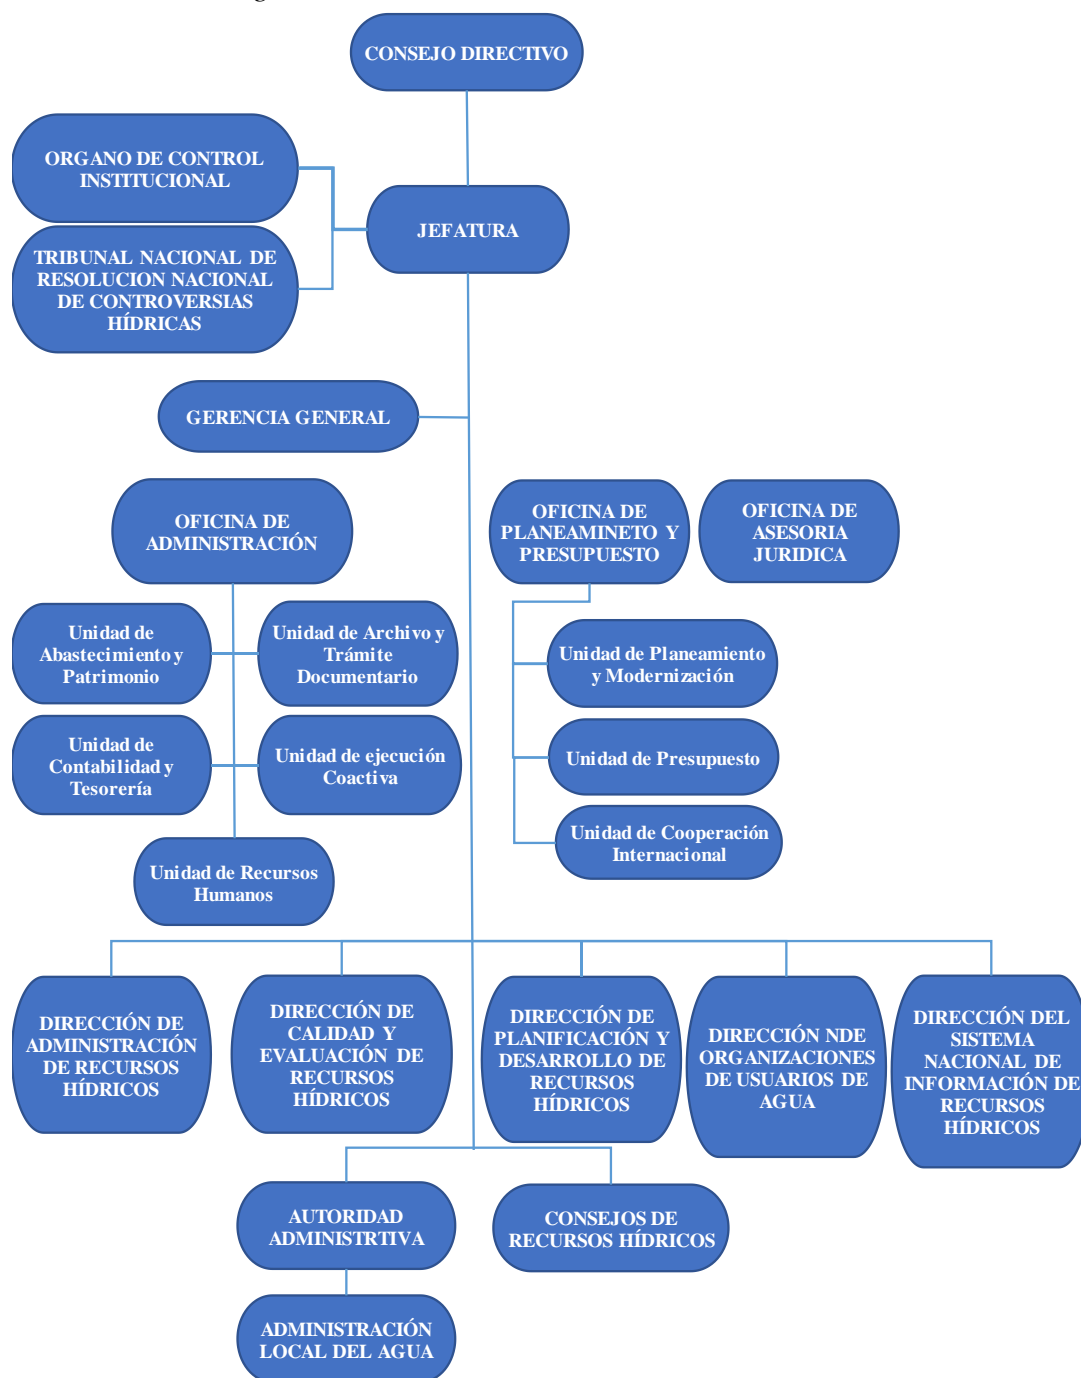 CONSEJO DIRECTIVO
ORGANO DE CONTROL
INSTITUCIONAL
JEFATURA
TRIBUNAL NACIONAL DE
RESOLUCION NACIONAL
DE CONTROVERSIAS
HÍDRICAS
GERENCIA GENERAL
OFICINA DE
ADMINISTRACIÓN
OFICINA DE
PLANEAMINETO Y
PRESUPUESTO
OFICINA DE
ASESORIA
JURIDICA
Unidad de
Abastecimiento y
Patrimonio
Unidad de Archivo y
Trámite
Documentario
Unidad de Planeamiento
y Modernización
Unidad de
Contabilidad y
Tesorería
Unidad de ejecución
Coactiva
Unidad de Presupuesto
Unidad de Recursos
Humanos
Unidad de Cooperación
Internacional
DIRECCIÓN DE
ADMINISTRACIÓN
DE RECURSOS
HÍDRICOS
DIRECCIÓN DE
CALIDAD Y
EVALUACIÓN DE
RECURSOS
HÍDRICOS
DIRECCIÓN DE
PLANIFICACIÓN Y
DESARROLLO DE
RECURSOS
HÍDRICOS
DIRECCIÓN NDE
ORGANIZACIONES
DE USUARIOS DE
AGUA
DIRECCIÓN DEL
SISTEMA
NACIONAL DE
INFORMACIÓN DE
RECURSOS
HÍDRICOS
AUTORIDAD
ADMINISTRTIVA
CONSEJOS DE
RECURSOS HÍDRICOS
ADMINISTRACIÓN
LOCAL DEL AGUA